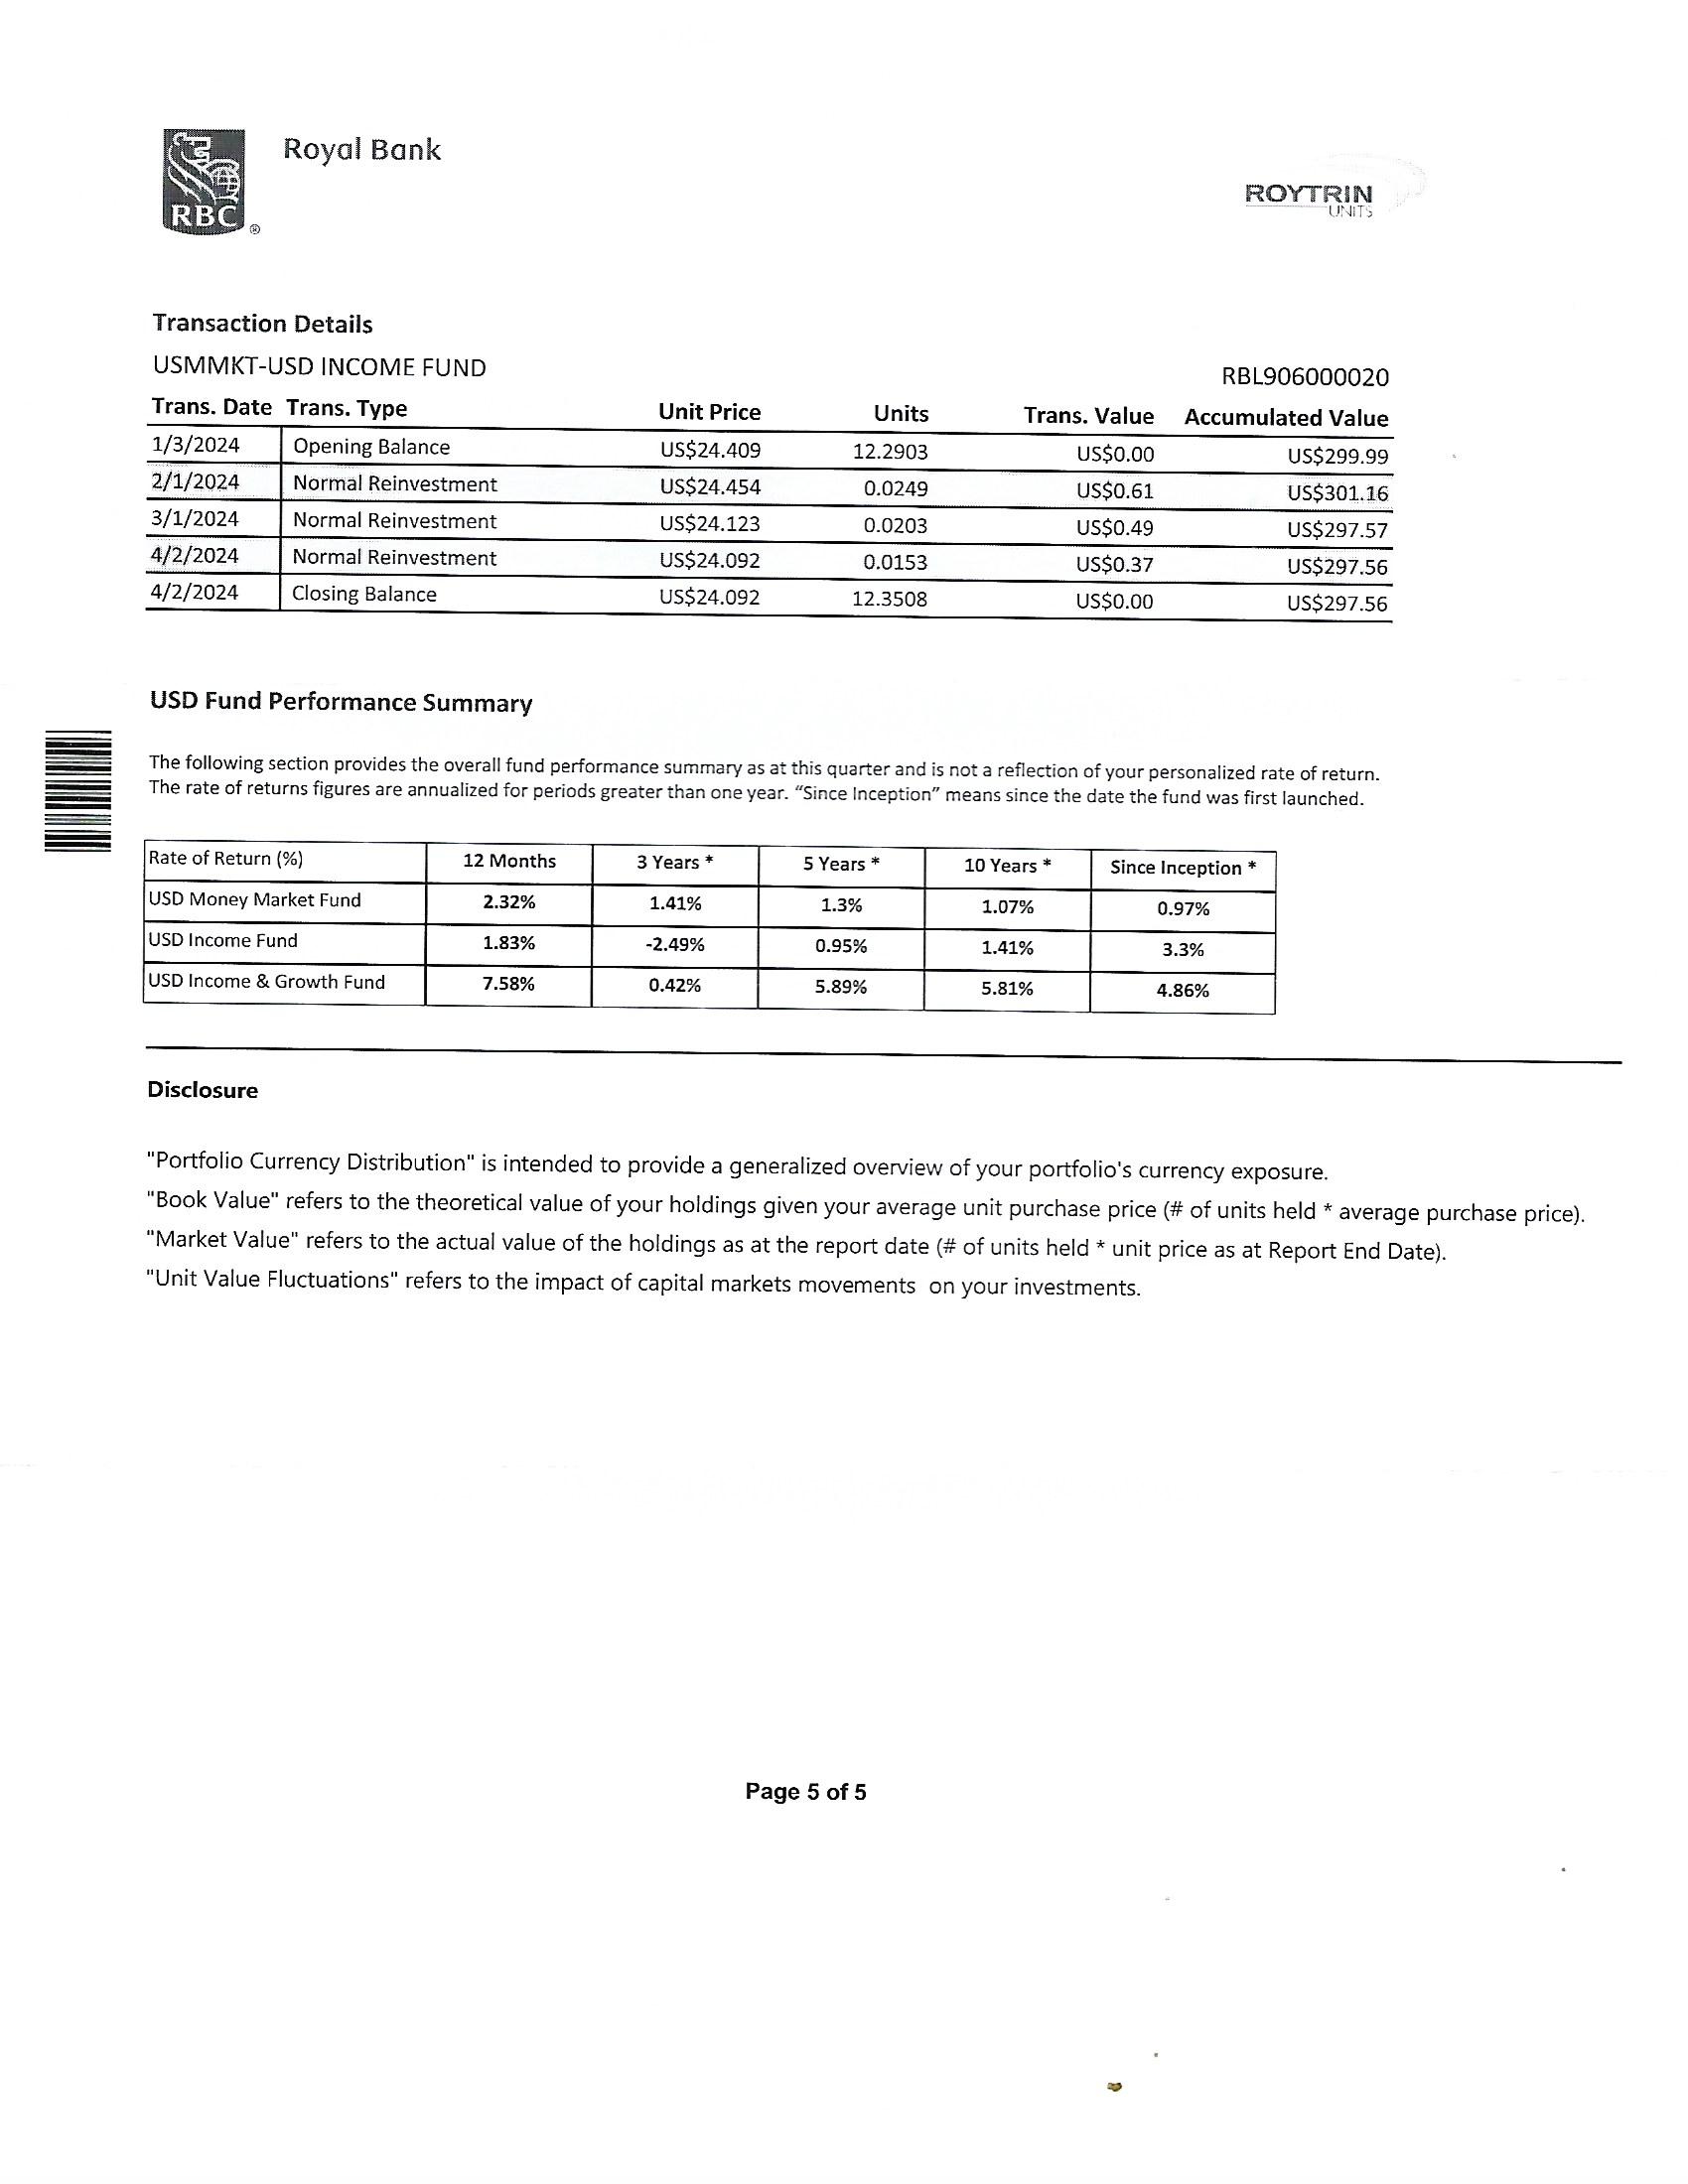 Royal Bank
RBC ®
ROYTRIN
UNITS
Transaction Details
USMMKT-USD INCOME FUND
RBL906000020
Trans. Date Trans. Type Unit Price Units Trans. Value Accumulated Value
1/3/2024 Opening Balance US$24.409 12.2903 US$0.00 US$299.99
2/1/2024 Normal Reinvestment US$24.454 0.0249 US$0.61 US$301.16
3/1/2024 Normal Reinvestment US$24.123 0.0203 US$0.49 US$297.57
4/2/2024 Normal Reinvestment US$24.092 0.0153 US$0.37 US$297.56
4/2/2024 Closing Balance US$24.092 12.3508 US$0.00 US$297.56
USD Fund Performance Summary
The following section provides the overall fund performance summary as at this quarter and is not a reflection of your personalized rate of return.
The rate of returns figures are annualized for periods greater than one year. “Since Inception” means since the date the fund was first launched.
Rate of Return (%) 12 Months 3 Years * 5 Years * 10 Years * Since Inception *
USD Money Market Fund 2.32% 1.41% 1.3% 1.07% 0.97%
USD Income Fund 1.83% -2.49% 0.95% 1.41% 3.3%
USD Income & Growth Fund 7.58% 0.42% 5.89% 5.81% 4.86%
Disclosure
"Portfolio Currency Distribution" is intended to provide a generalized overview of your portfolio's currency exposure.
"Book Value" refers to the theoretical value of your holdings given your average unit purchase price (# of units held * average purchase price).
"Market Value" refers to the actual value of the holdings as at the report date (# of units held * unit price as at Report End Date).
"Unit Value Fluctuations" refers to the impact of capital markets movements  on your investments.
Page 5 of 5